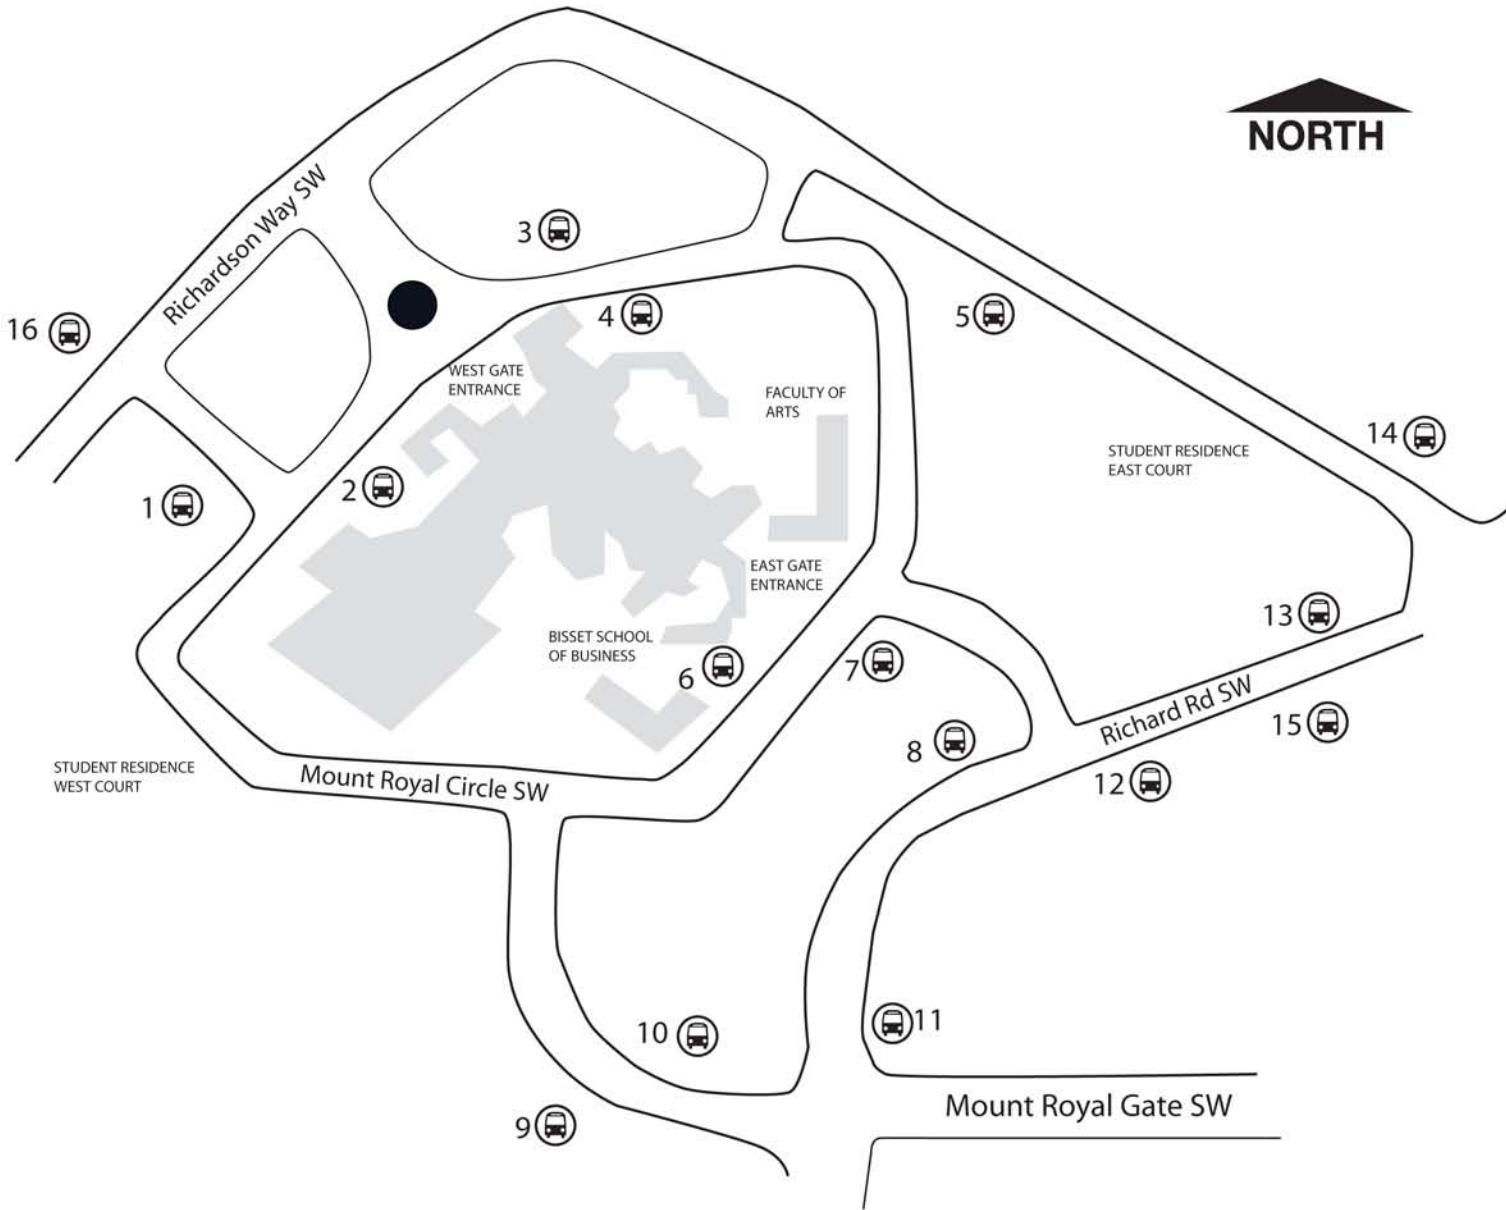 NORTH
Richardson Way SW
3
16
4
5
WEST GATE
ENTRANCE
FACULTY OF
ARTS
14
STUDENT RESIDENCE
EAST COURT
2
1
EAST GATE
ENTRANCE
13
BISSET SCHOOL
OF BUSINESS
6
7
Richard Rd SW
15
8
STUDENT RESIDENCE
WEST COURT
Mount Royal Circle SW
12
10
11
Mount Royal Gate SW
9